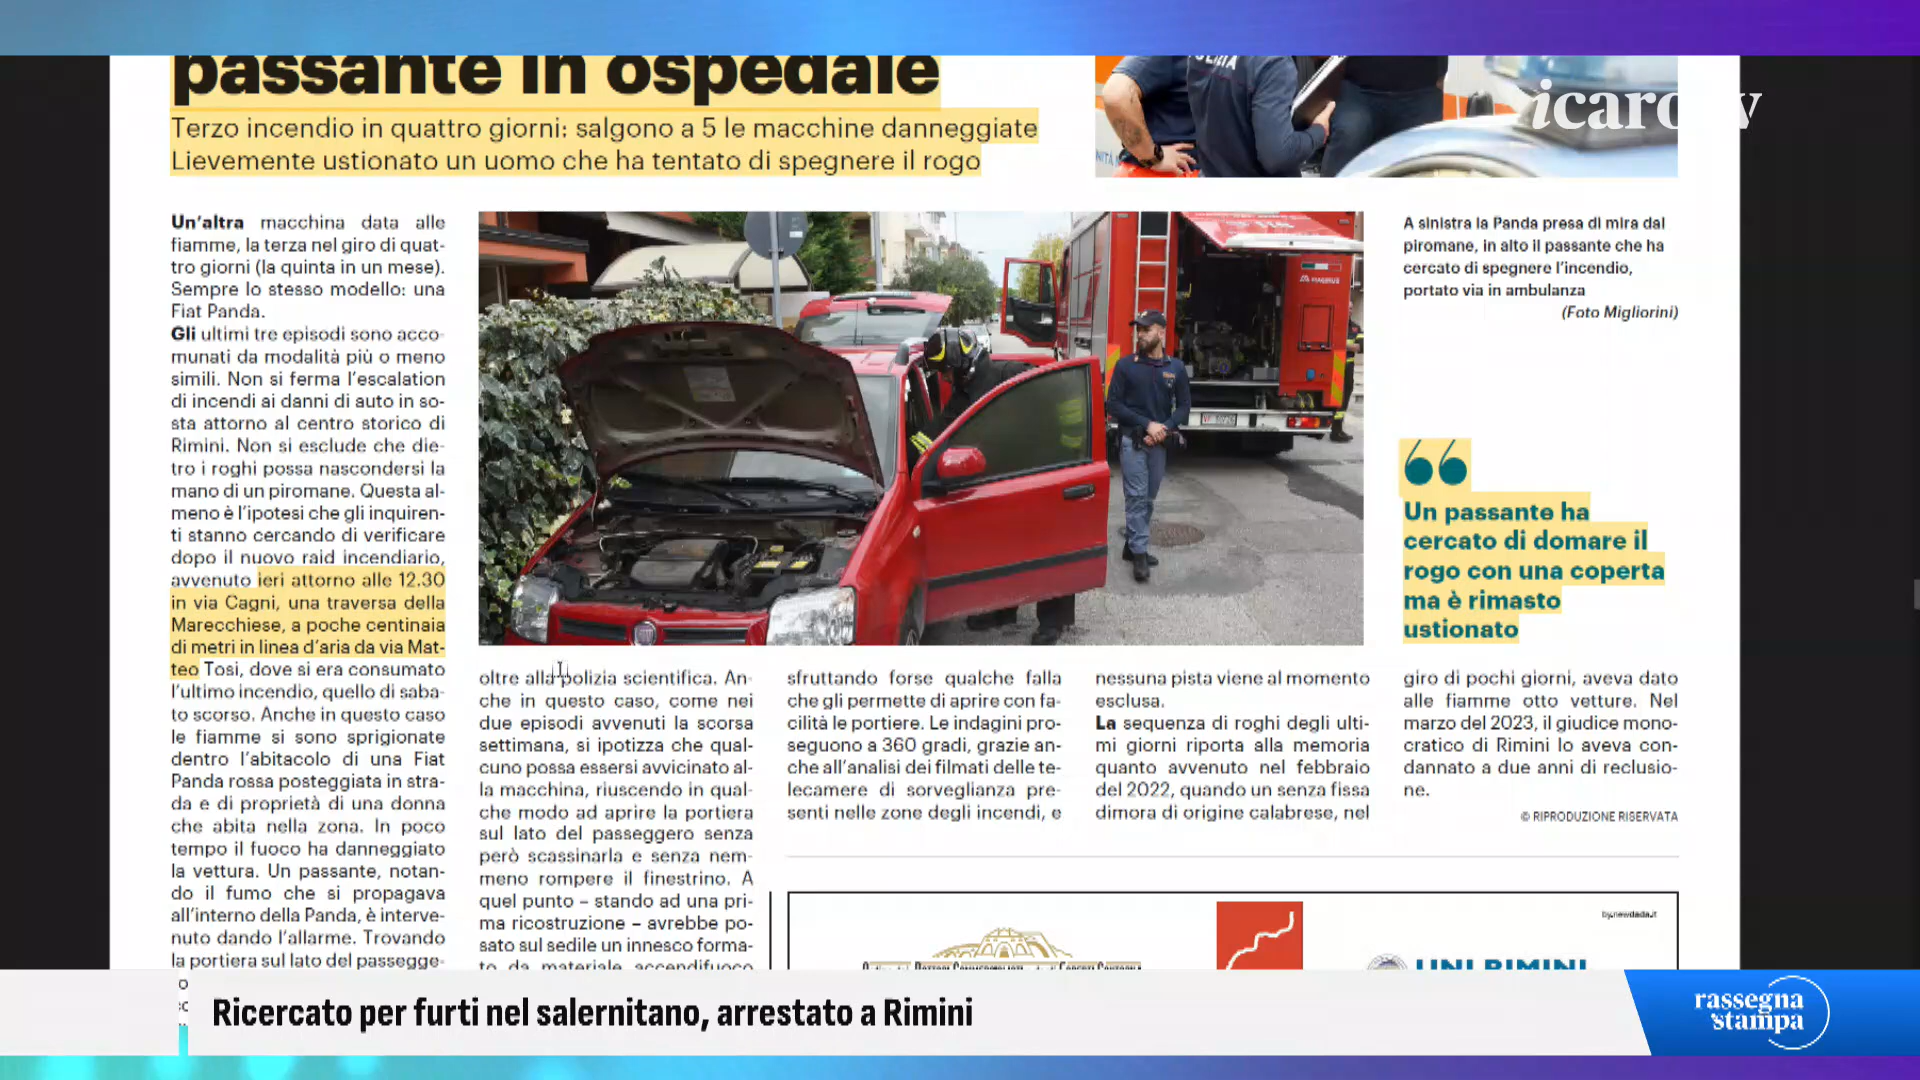 passante in ospedale
Terzo incendio in quattro giorni: salgono a 5 le macchine danneggiate
Lievemente ustionato un uomo che ha tentato di spegnere il rogo
icaro
Un'altra macchina data alle
fiamme, la terza nel giro di quat-
tro giorni (la quinta in un mese).
Sempre lo stesso modello: una
Fiat Panda.
Gli ultimi tre episodi sono acco-
munati da modalità più o meno
simili. Non si ferma l'escalation
di incendi ai danni di auto in so-
sta attorno al centro storico di
Rimini. Non si esclude che die-
tro i roghi possa nascondersi la
mano di un piromane. Questa al-
meno è l'ipotesi che gli inquiren-
ti stanno cercando di verificare
dopo il nuovo raid incendiario,
avvenuto ieri attorno alle 12.30
in via Cagni, una traversa della
Marecchiese, a poche centinaia
di metri in linea d'aria da via Mat-
teo Tosi, dove si era consumato
l'ultimo incendio, quello di saba-
to scorso. Anche in questo caso
le fiamme si sono sprigionate
dentro l'abitacolo di una Fiat
Panda rossa posteggiata in stra-
da e di proprietà di una donna
che abita nella zona. In poco
tempo il fuoco ha danneggiato
la vettura. Un passante, notan-
do il fumo che si propagava
all'interno della Panda, è interve-
nuto dando l'allarme. Trovando
la portiera sul lato del passegge-
oltre alla polizia scientifica. An-
che in questo caso, come nei
due episodi avvenuti la scorsa
settimana, si ipotizza che qual-
cuno possa essersi avvicinato al-
la macchina, riuscendo in qual-
che modo ad aprire la portiera
sul lato del passeggero senza
però scassinarla e senza nem-
meno rompere il finestrino. A
quel punto – stando ad una pri-
ma ricostruzione – avrebbe po-
sato sul sedile un innesco forma-
to da materiale accendifuoco
sfruttando forse qualche falla
che gli permette di aprire con fa-
cilità le portiere. Le indagini pro-
seguono a 360 gradi, grazie an-
che all'analisi dei filmati delle te-
lecamere di sorveglianza pre-
senti nelle zone degli incendi, e
nessuna pista viene al momento
esclusa.
La sequenza di roghi degli ulti-
mi giorni riporta alla memoria
quanto avvenuto nel febbraio
del 2022, quando un senza fissa
dimora di origine calabrese, nel
giro di pochi giorni, aveva dato
alle fiamme otto vetture. Nel
marzo del 2023, il giudice mono-
cratico di Rimini lo aveva con-
dannato a due anni di reclusio-
ne.
© RIPRODUZIONE RISERVATA
A sinistra la Panda presa di mira dal
piromane, in alto il passante che ha
cercato di spegnere l'incendio,
portato via in ambulanza
(Foto Migliorini)
Un passante ha
cercato di domare il
rogo con una coperta
ma è rimasto
ustionato
by.newdada.it
UNI RIMINI
Ricercato per furti nel salernitano, arrestato a Rimini
rassegna
stampa